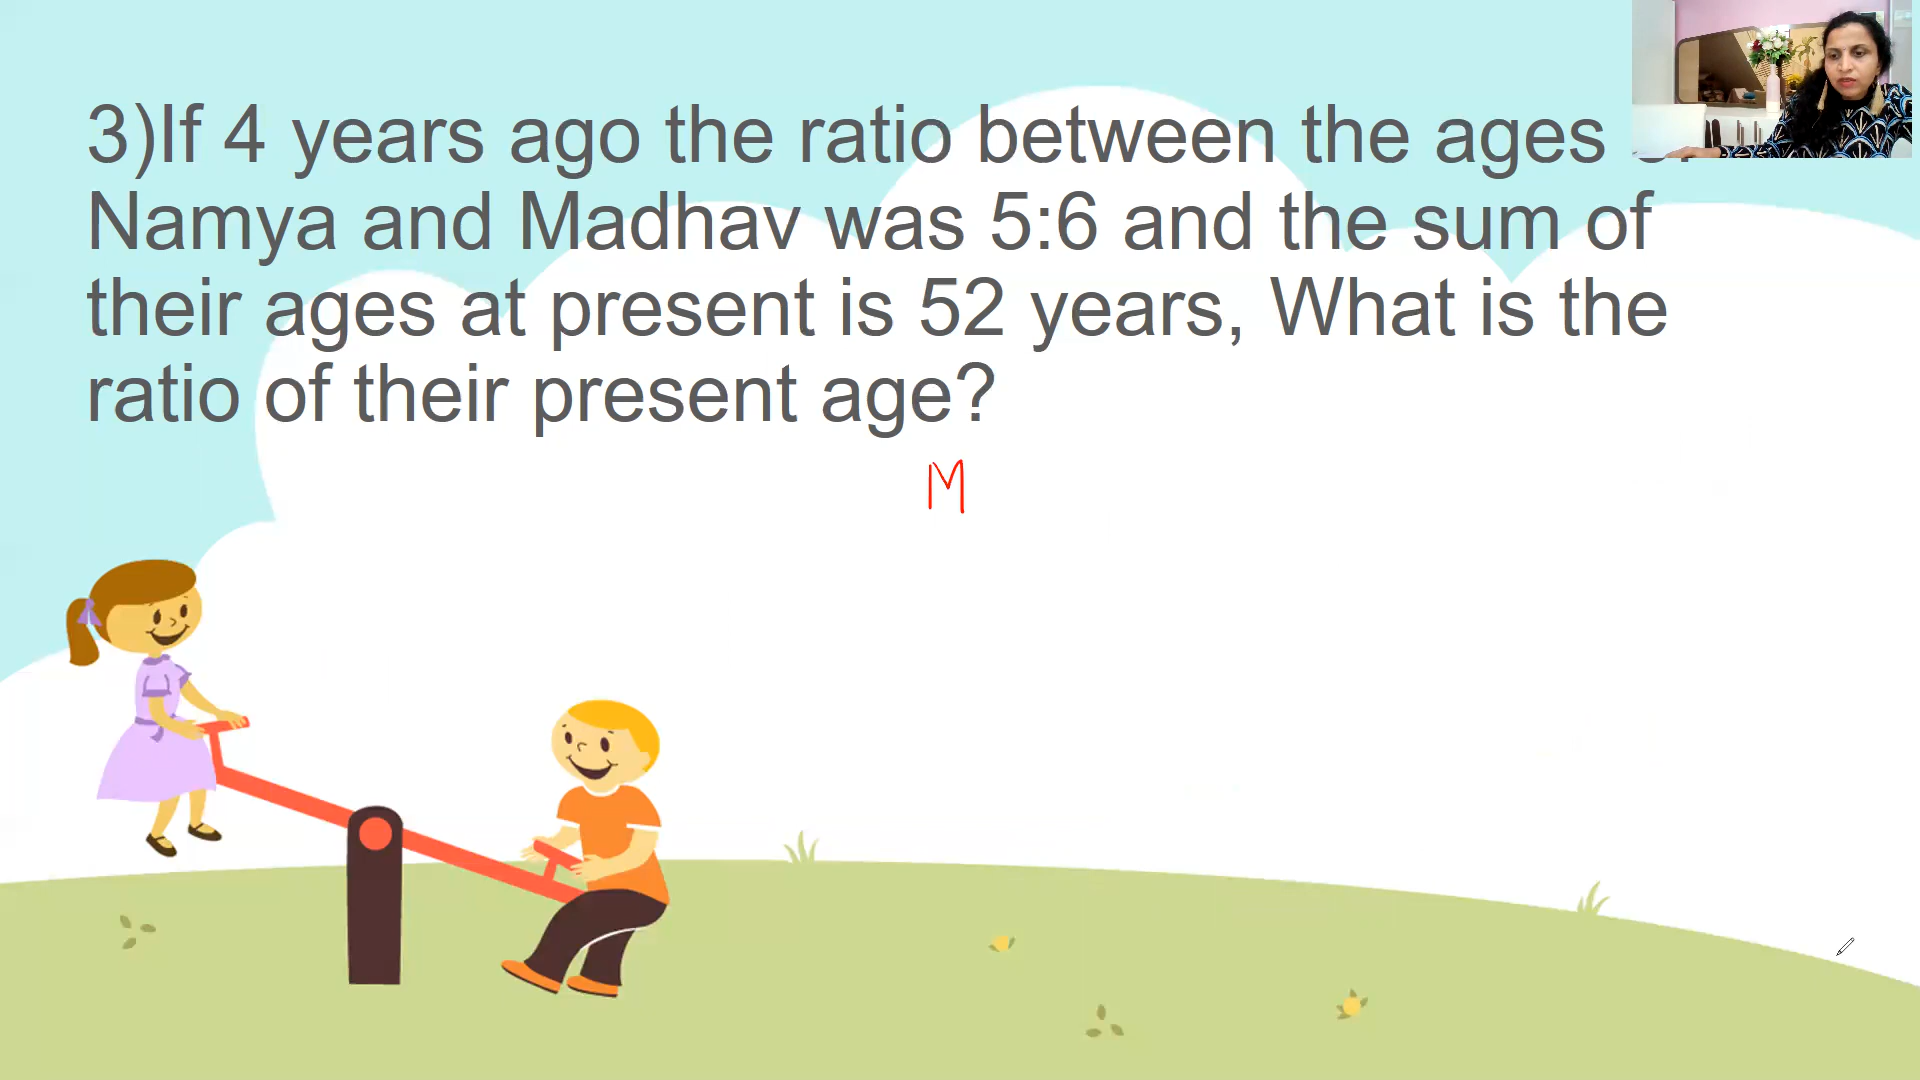 3)If 4 years ago the ratio between the ages
Namya and Madhav was 5:6 and the sum of
their ages at present is 52 years, What is the
ratio of their present age?
M